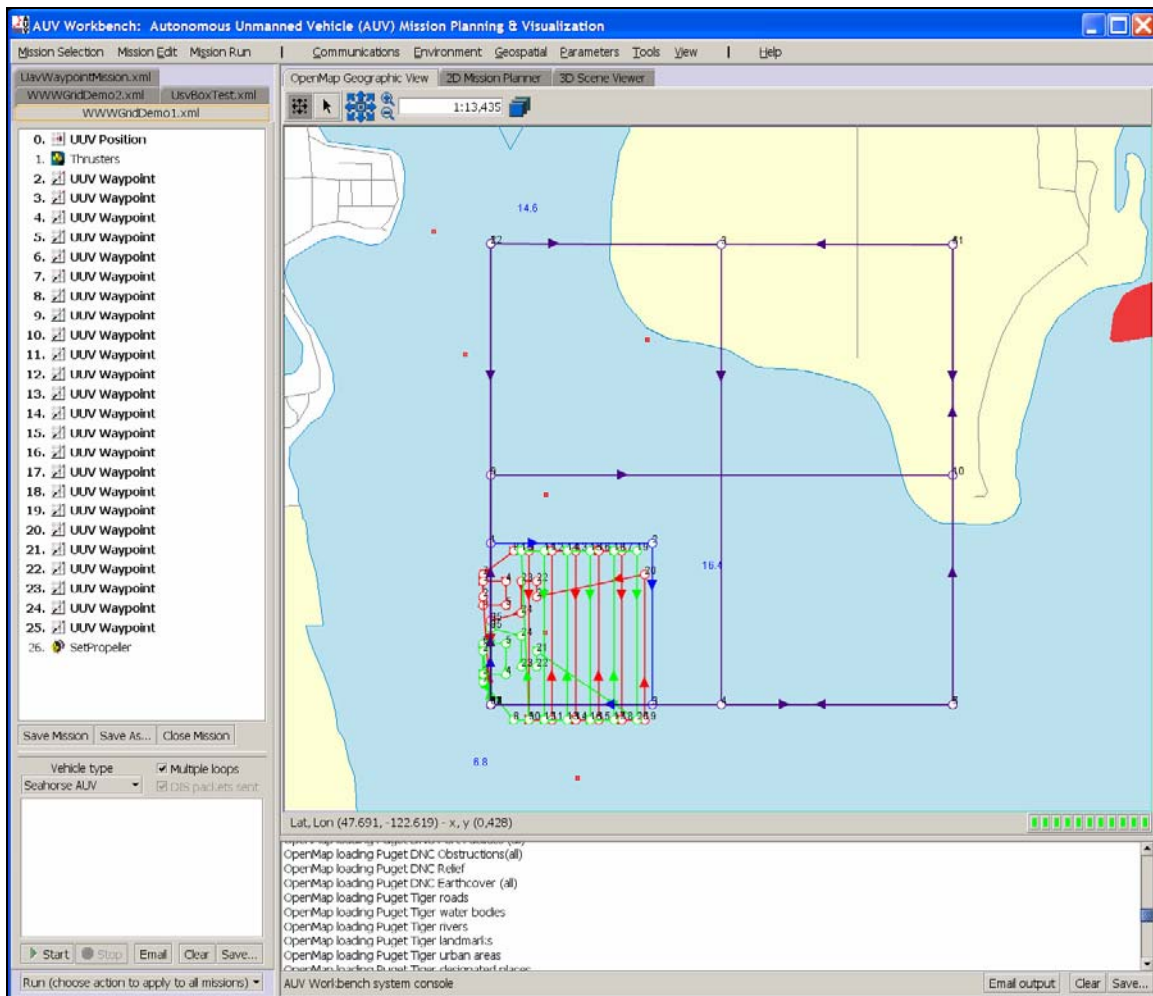 AUV Workbench: Autonomous Unmanned Vehicle (AUV) Mission Planning & Visualization
Mission Selection Mission Edit Mission Run | Communications Environment Geospatial Parameters Tools View | Help
UavWaypointMission.xml
WWWGridDemo2.xml UsvBoxTest.xml
WWWGridDemo1.xml
OpenMap Geographic View 2D Mission Planner 3D Scene Viewer
1:13,435
0. UUV Position
1. Thrusters
2. UUV Waypoint
3. UUV Waypoint
4. UUV Waypoint
5. UUV Waypoint
6. UUV Waypoint
7. UUV Waypoint
8. UUV Waypoint
9. UUV Waypoint
10. UUV Waypoint
11. UUV Waypoint
12. UUV Waypoint
13. UUV Waypoint
14. UUV Waypoint
15. UUV Waypoint
16. UUV Waypoint
17. UUV Waypoint
18. UUV Waypoint
19. UUV Waypoint
20. UUV Waypoint
21. UUV Waypoint
22. UUV Waypoint
23. UUV Waypoint
24. UUV Waypoint
25. UUV Waypoint
26. SetPropeller
Save Mission Save As... Close Mission
Vehicle type Multiple loops
Seahorse AUV DIS packets sent
Start Stop Email Clear Save...
Run (choose action to apply to all missions)
14.6
16.4
20
24
24
21
6.8
Lat, Lon (47.691, -122.619) - x, y (0,428)
OpenMap loading Puget DNC Obstructions(all)
OpenMap loading Puget DNC Relief
OpenMap loading Puget DNC Earthcover (all)
OpenMap loading Puget Tiger roads
OpenMap loading Puget Tiger water bodies
OpenMap loading Puget Tiger rivers
OpenMap loading Puget Tiger landmarks
OpenMap loading Puget Tiger urban areas
OpenMap loading Puget Tiger designated places
AUV Workbench system console Email output Clear Save...